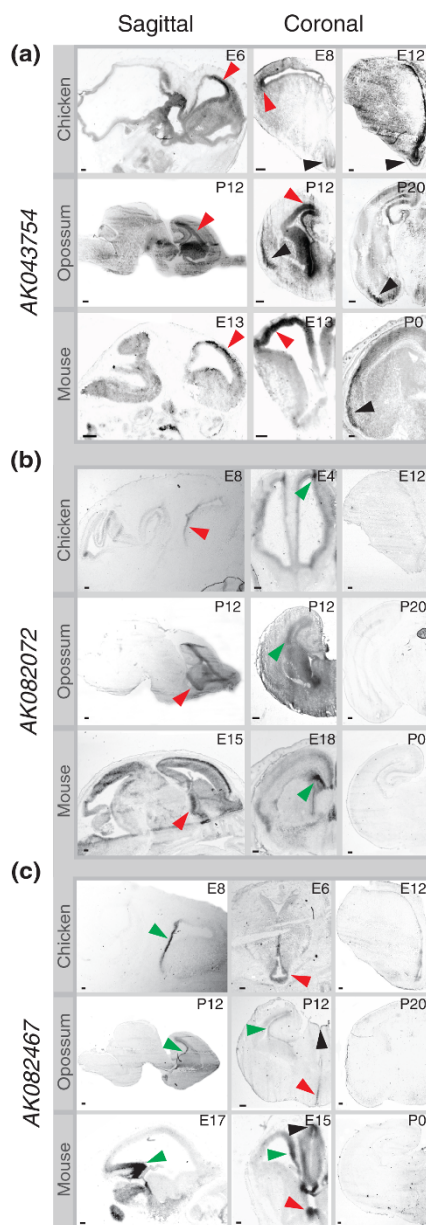 Sagittal Coronal
(a)
AK043754
Chicken
E6 E8 E12
Opossum
P12 P12 P20
Mouse
E13 E13 P0
(b)
AK082072
Chicken
E8 E4 E12
Opossum
P12 P12 P20
Mouse
E15 E18 P0
(c)
AK082467
Chicken
E8 E6 E12
Opossum
P12 P12 P20
Mouse
E17 E15 P0